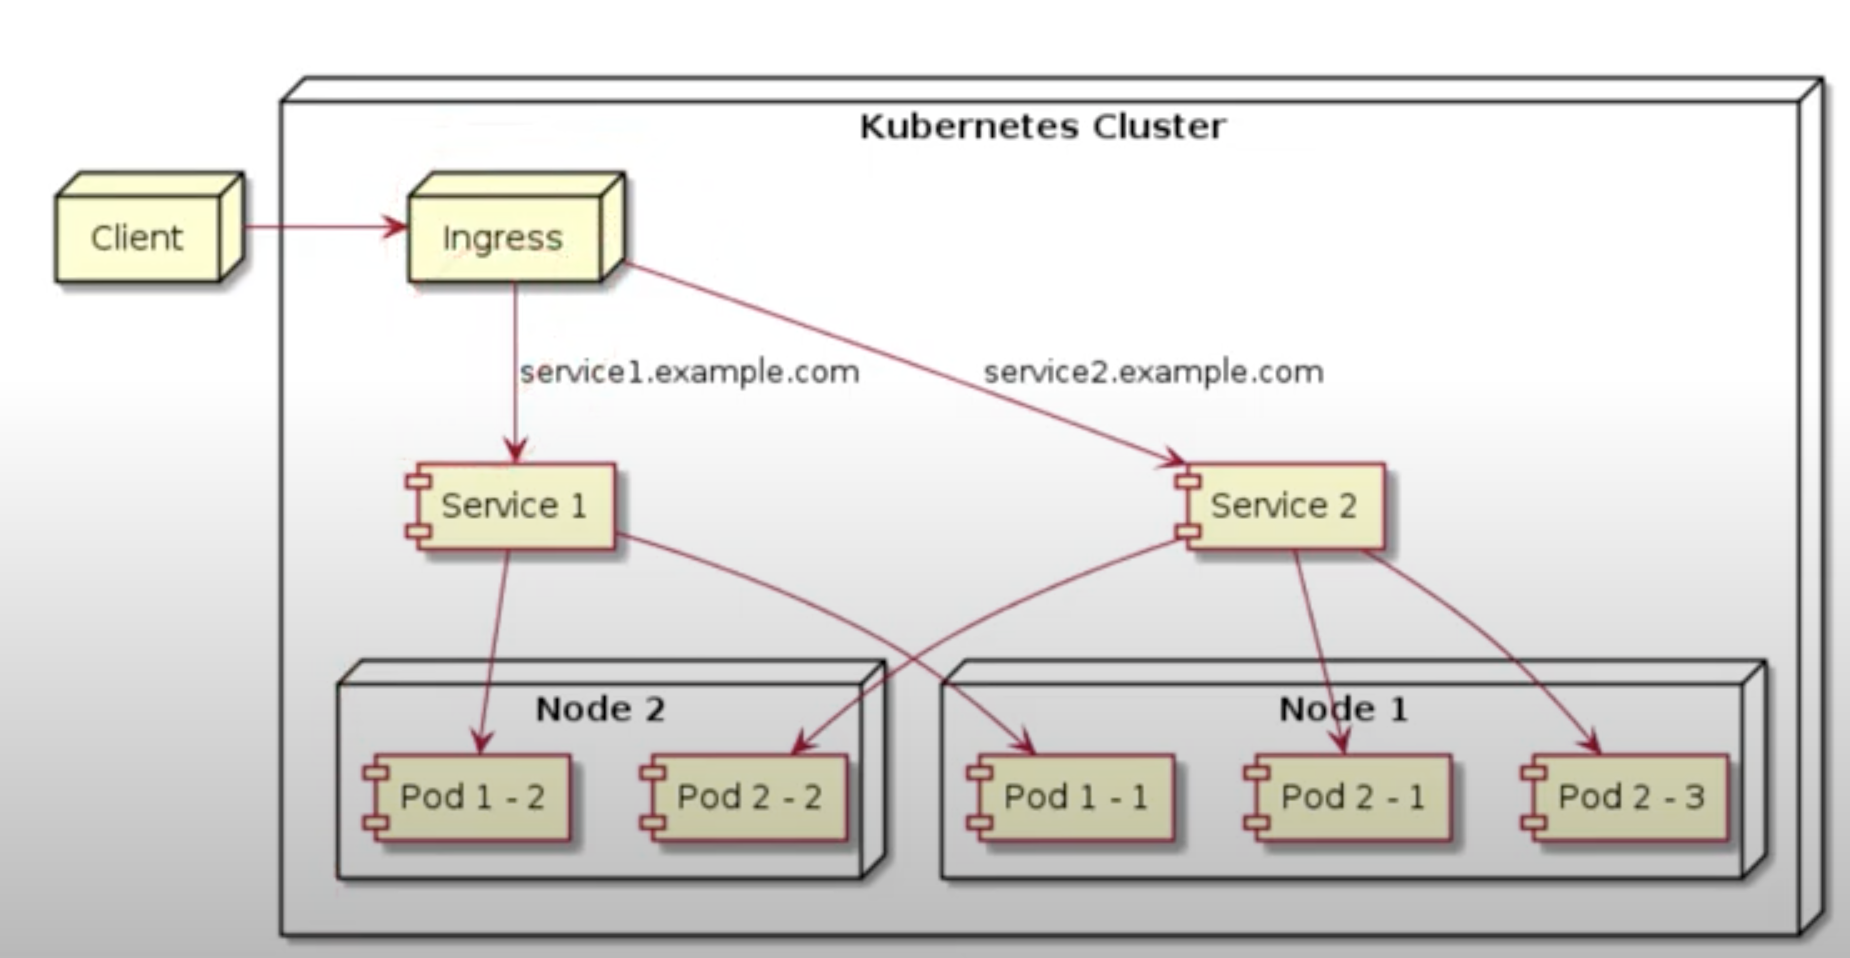 Kubernetes Cluster
Client
Ingress
service1.example.com
service2.example.com
Service 1
Service 2
Node 2
Node 1
Pod 1 - 2
Pod 2 - 2
Pod 1 - 1
Pod 2 - 1
Pod 2 - 3